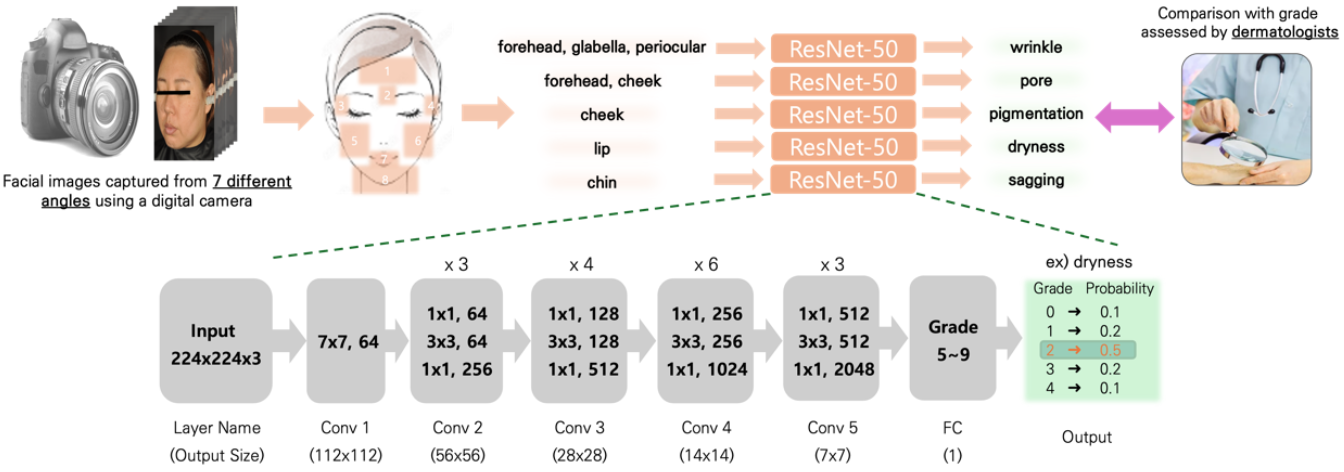 Facial images captured from 7 different
angles using a digital camera
1
2
3
4
5
6
7
8
forehead, glabella, periocular
ResNet-50
wrinkle
forehead, cheek
ResNet-50
pore
cheek
ResNet-50
pigmentation
lip
ResNet-50
dryness
chin
ResNet-50
sagging
Comparison with grade
assessed by dermatologists
Input
224x224x3
Layer Name
(Output Size)
7x7, 64
Conv 1
(112x112)
x 3
1x1, 64
3x3, 64
1x1, 256
Conv 2
(56x56)
x 4
1x1, 128
3x3, 128
1x1, 512
Conv 3
(28x28)
x 6
1x1, 256
3x3, 256
1x1, 1024
Conv 4
(14x14)
x 3
1x1, 512
3x3, 512
1x1, 2048
Conv 5
(7x7)
Grade
5~9
FC
(1)
ex) dryness
Grade Probability
0 → 0.1
1 → 0.2
2 → 0.5
3 → 0.2
4 → 0.1
Output